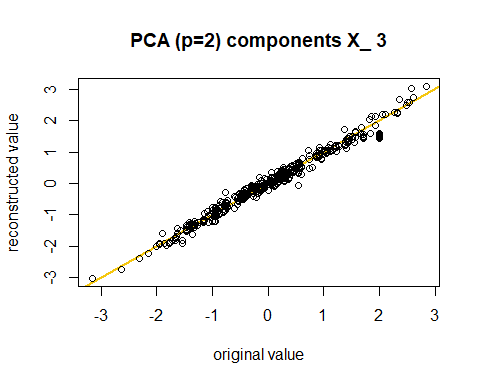 PCA (p=2) components X_ 3
reconstructed value
3
2
1
0
-1
-2
-3
-3 -2 -1 0 1 2 3
original value